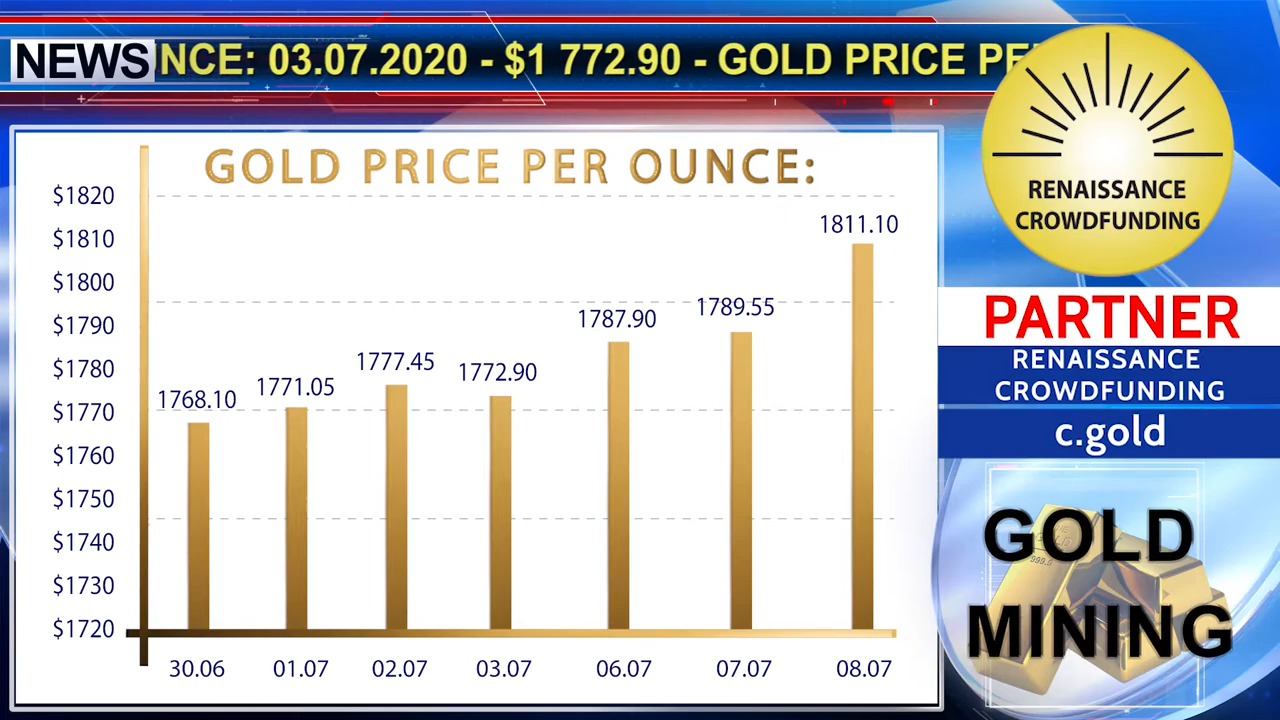 NEWS
NCE: 03.07.2020 - $1 772.90 - GOLD PRICE PE
RENAISSANCE
CROWDFUNDING
GOLD PRICE PER OUNCE:
$1820
$1810
$1800
$1790
$1780
$1770
$1760
$1750
$1740
$1730
$1720
1768.10
1771.05
1777.45
1772.90
1787.90
1789.55
1811.10
30.06
01.07
02.07
03.07
06.07
07.07
08.07
PARTNER
RENAISSANCE
CROWDFUNDING
c.gold
GOLD
MINING
999.9